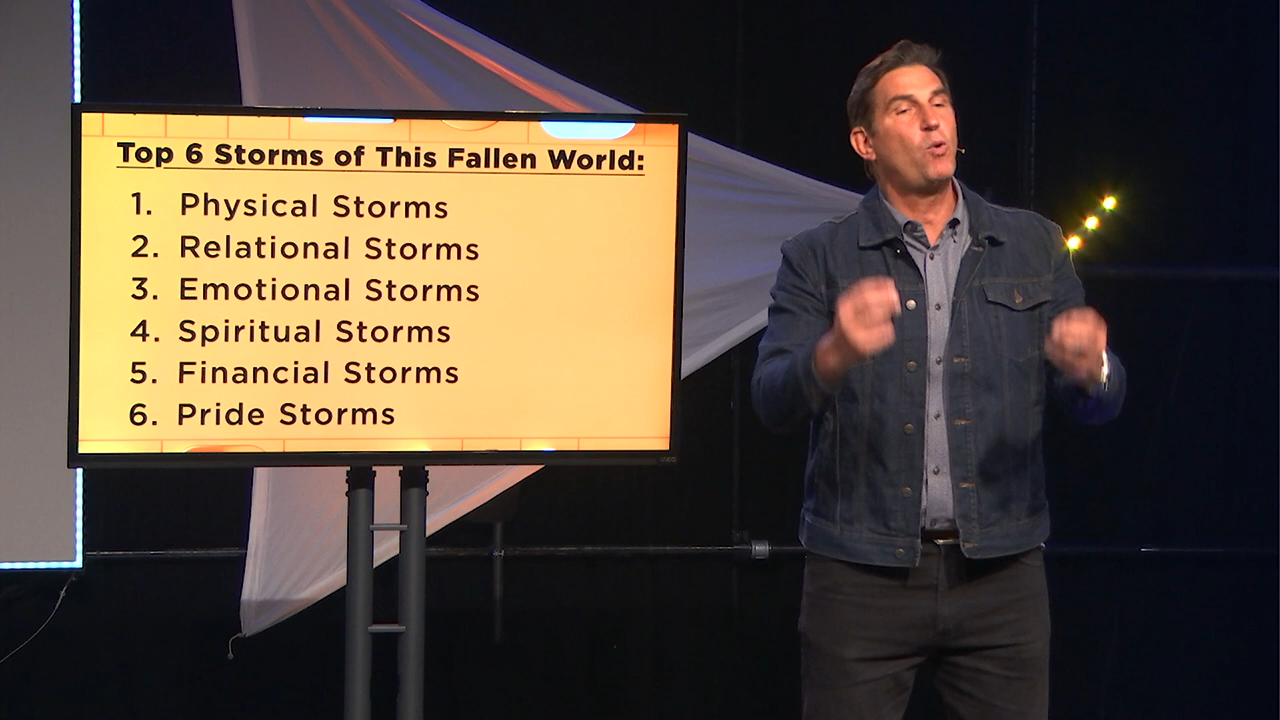 Top 6 Storms of This Fallen World:
1. Physical Storms
2. Relational Storms
3. Emotional Storms
4. Spiritual Storms
5. Financial Storms
6. Pride Storms